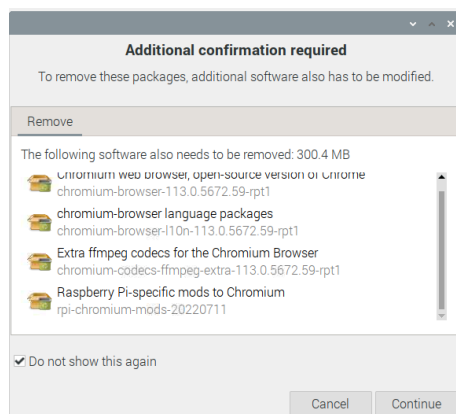 Additional confirmation required
To remove these packages, additional software also has to be modified.
Remove
The following software also needs to be removed: 300.4 MB
Chromium web browser, open-source version of Chrome
chromium-browser-113.0.5672.59-rpt1
chromium-browser language packages
chromium-browser-l10n-113.0.5672.59-rpt1
Extra ffmpeg codecs for the Chromium Browser
chromium-codecs-ffmpeg-extra-113.0.5672.59-rpt1
Raspberry Pi-specific mods to Chromium
rpi-chromium-mods-20220711
Do not show this again
Cancel Continue